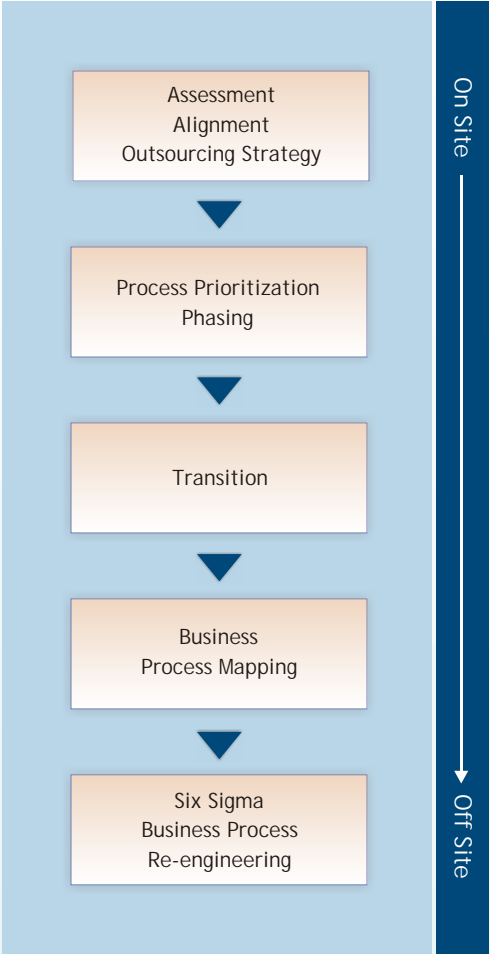 Assessment
Alignment
Outsourcing Strategy
Process Prioritization
Phasing
Transition
Business
Process Mapping
Six Sigma
Business Process
Re-engineering
On Site
Off Site